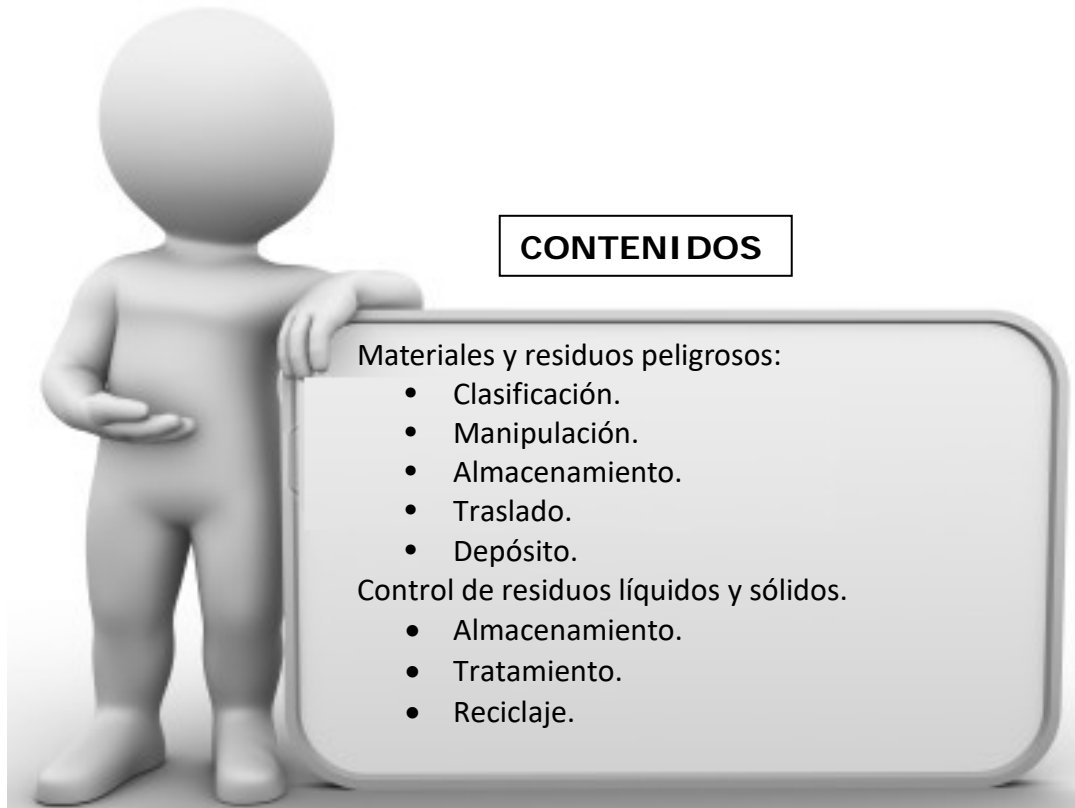 CONTENIDOS
Materiales y residuos peligrosos:
• Clasificación.
• Manipulación.
• Almacenamiento.
• Traslado.
• Depósito.
Control de residuos líquidos y sólidos.
• Almacenamiento.
• Tratamiento.
• Reciclaje.